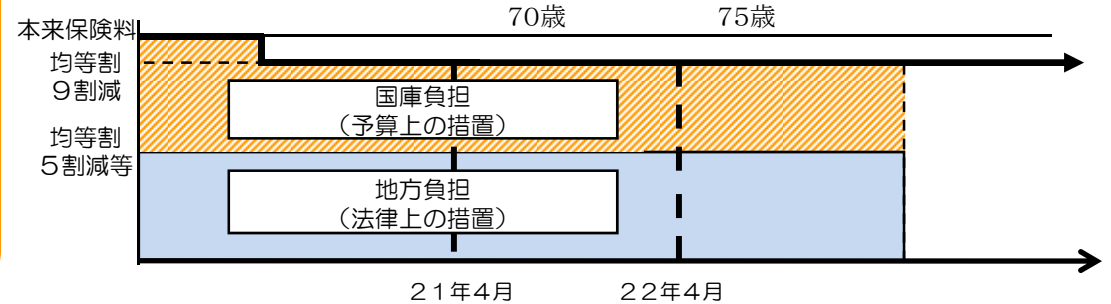 70歳
75歳
本来保険料
均等割
９割減
国庫負担
（予算上の措置）
均等割
５割減等
地方負担
（法律上の措置）
２１年４月
２２年４月